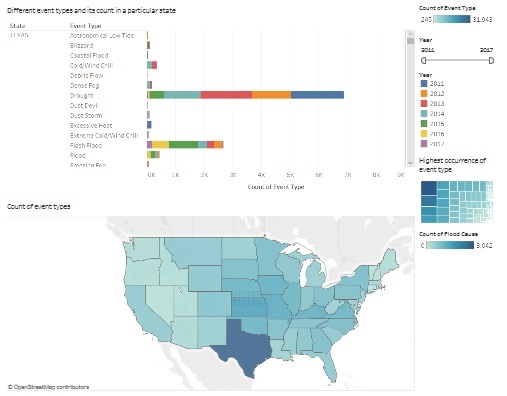 Different event types and its count in a particular state
State Event Type
TEXAS Astronomical Low Tide
Blizzard
Coastal Flood
Cold/Wind Chill
Debris Flow
Dense Fog
Drought
Dust Devil
Dust Storm
Excessive Heat
Extreme Cold/Wind Chill
Flash Flood
Flood
Freezing Fog
0K 1K 2K 3K 4K 5K 6K 7K 8K 9K
Count of Event Type
Count of Event Type
245 31,943
Year
2011 2017
Year
2011
2012
2013
2014
2015
2016
2017
Highest occurrence of
event type
Count of Flood Cause
0 8,042
Count of event types
United
States
© OpenStreetMap contributors